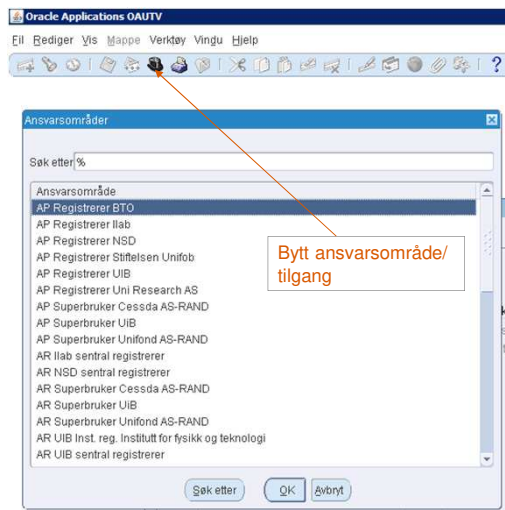 Oracle Applications OAUTV
Fil Rediger Vis Mappe Verktøy Vindu Hjelp
?
Ansvarsområder
Søk etter %
Ansvarsområde
AP Registrerer BTO
AP Registrerer Ilab
AP Registrerer NSD
AP Registrerer Stiftelsen Unifob
AP Registrerer UIB
AP Registrerer Uni Research AS
AP Superbruker Cessda AS-RAND
AP Superbruker UiB
AP Superbruker Unifond AS-RAND
AR Ilab sentral registrerer
AR NSD sentral registrerer
AR Superbruker Cessda AS-RAND
AR Superbruker UiB
AR Superbruker Unifond AS-RAND
AR UIB Inst. reg. Institutt for fysikk og teknologi
AR UIB sentral registrerer
Bytt ansvarsområde/
tilgang
Søk etter OK Avbryt